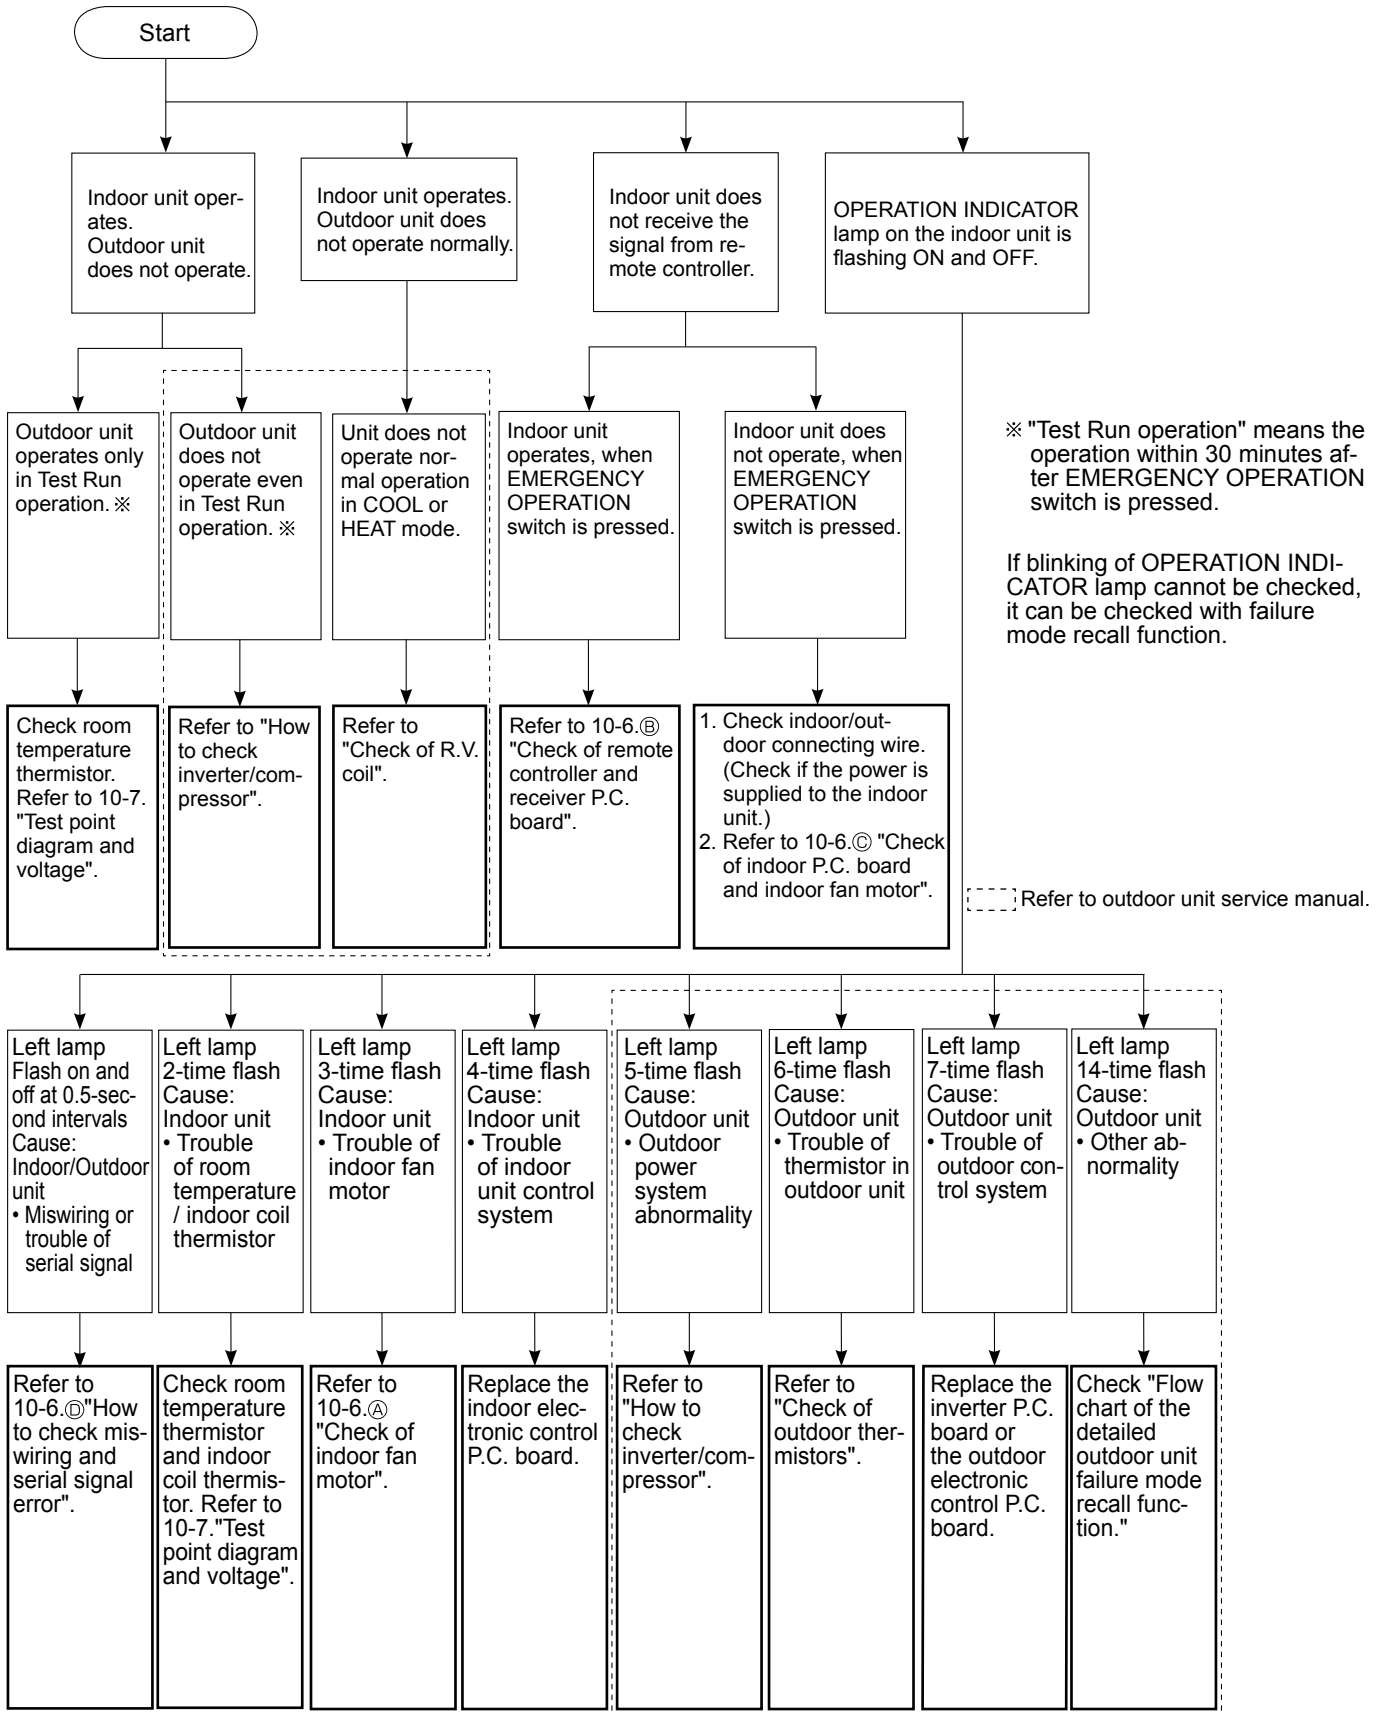 Start
Indoor unit oper-
ates.
Outdoor unit
does not operate.
Indoor unit operates.
Outdoor unit does
not operate normally.
Indoor unit does
not receive the
signal from re-
mote controller.
OPERATION INDICATOR
lamp on the indoor unit is
flashing ON and OFF.
Outdoor unit
operates only
in Test Run
operation. ※
Outdoor unit
does not
operate even
in Test Run
operation. ※
Unit does not
operate nor-
mal operation
in COOL or
HEAT mode.
Indoor unit
operates, when
EMERGENCY
OPERATION
switch is pressed.
Indoor unit does
not operate, when
EMERGENCY
OPERATION
switch is pressed.
※ "Test Run operation" means the
operation within 30 minutes af-
ter EMERGENCY OPERATION
switch is pressed.
If blinking of OPERATION INDI-
CATOR lamp cannot be checked,
it can be checked with failure
mode recall function.
Check room
temperature
thermistor.
Refer to 10-7.
"Test point
diagram and
voltage".
Refer to "How
to check
inverter/com-
pressor".
Refer to
"Check of R.V.
coil".
Refer to 10-6.Ⓑ
"Check of remote
controller and
receiver P.C.
board".
1. Check indoor/out-
door connecting wire.
(Check if the power is
supplied to the indoor
unit.)
2. Refer to 10-6.Ⓒ "Check
of indoor P.C. board
and indoor fan motor".
Refer to outdoor unit service manual.
Left lamp
Flash on and
off at 0.5-sec-
ond intervals
Cause:
Indoor/Outdoor
unit
• Miswiring or
trouble of
serial signal
Left lamp
2-time flash
Cause:
Indoor unit
• Trouble
of room
temperature
/ indoor coil
thermistor
Left lamp
3-time flash
Cause:
Indoor unit
• Trouble of
indoor fan
motor
Left lamp
4-time flash
Cause:
Indoor unit
• Trouble
of indoor
unit control
system
Left lamp
5-time flash
Cause:
Outdoor unit
• Outdoor
power
system
abnormality
Left lamp
6-time flash
Cause:
Outdoor unit
• Trouble of
thermistor in
outdoor unit
Left lamp
7-time flash
Cause:
Outdoor unit
• Trouble of
outdoor con-
trol system
Left lamp
14-time flash
Cause:
Outdoor unit
• Other ab-
normality
Refer to
10-6.Ⓓ"How
to check mis-
wiring and
serial signal
error".
Check room
temperature
thermistor
and indoor
coil thermis-
tor. Refer to
10-7."Test
point diagram
and voltage".
Refer to
10-6.Ⓐ
"Check of
indoor fan
motor".
Replace the
indoor elec-
tronic control
P.C. board.
Refer to
"How to
check
inverter/com-
pressor".
Refer to
"Check of
outdoor ther-
mistors".
Replace the
inverter P.C.
board or
the outdoor
electronic
control P.C.
board.
Check "Flow
chart of the
detailed
outdoor unit
failure mode
recall func-
tion."